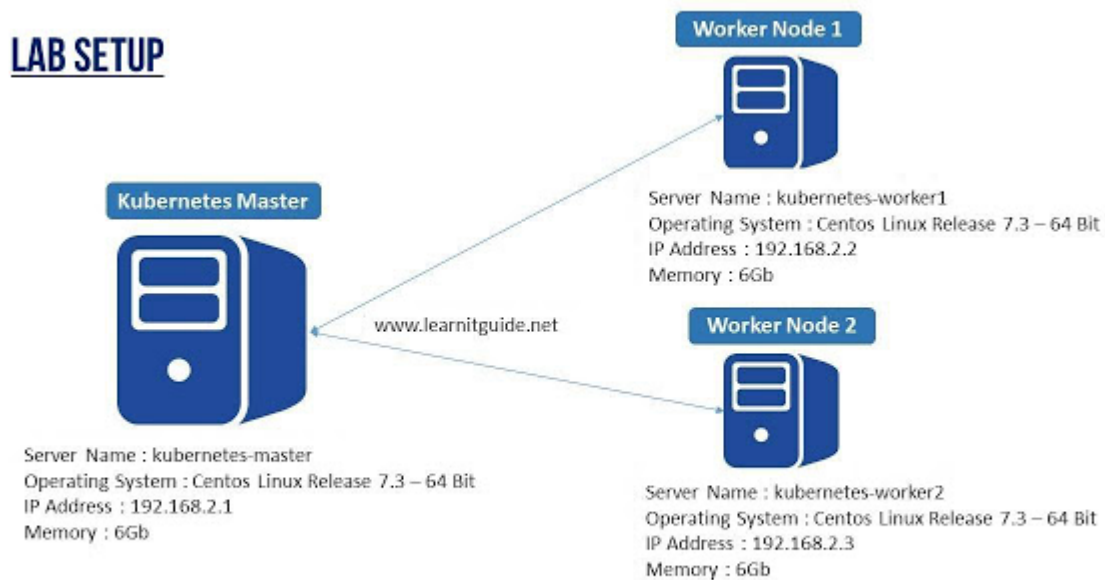 LAB SETUP
Worker Node 1
Server Name : kubernetes-worker1
Operating System : Centos Linux Release 7.3 – 64 Bit
IP Address : 192.168.2.2
Memory : 6Gb
Kubernetes Master
www.learnitguide.net
Server Name : kubernetes-master
Operating System : Centos Linux Release 7.3 – 64 Bit
IP Address : 192.168.2.1
Memory : 6Gb
Worker Node 2
Server Name : kubernetes-worker2
Operating System : Centos Linux Release 7.3 – 64 Bit
IP Address : 192.168.2.3
Memory : 6Gb